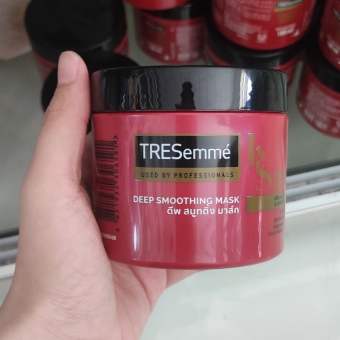 TRESemmé
USED BY PROFESSIONALS
DEEP SMOOTHING MASK
ดีพ สมูทติ้ง มาส์ก